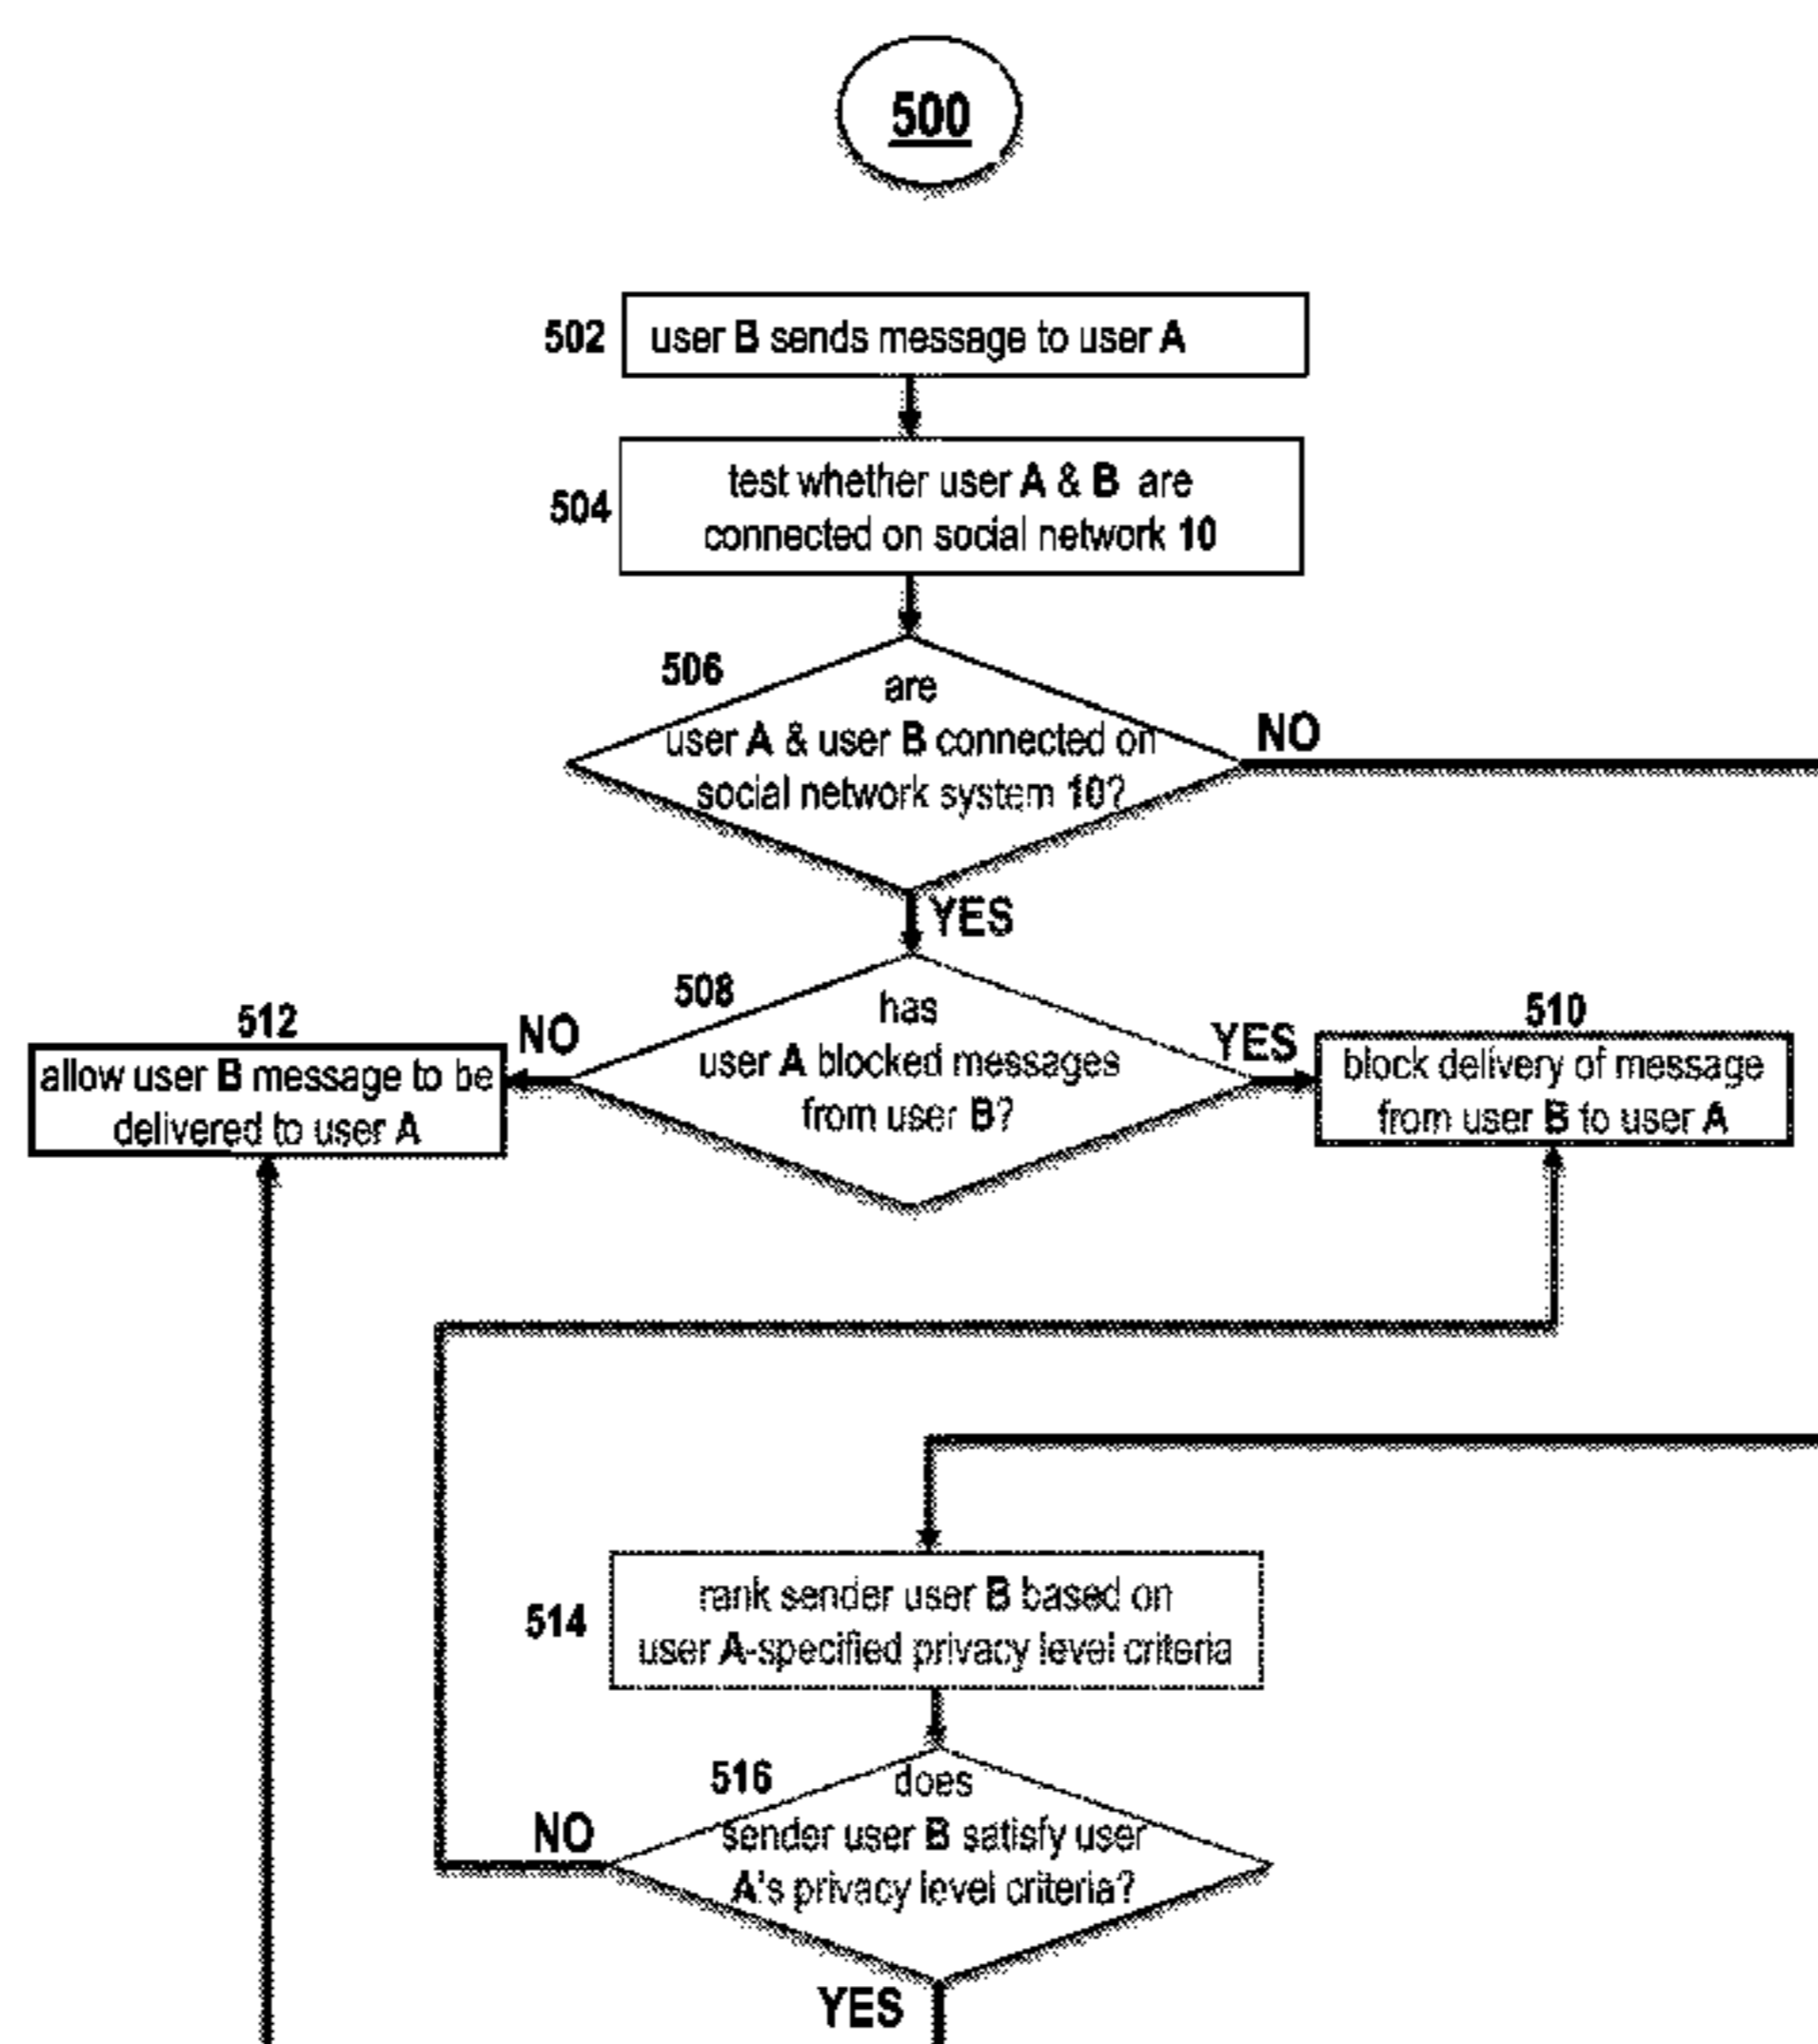 500
502
user B sends message to user A
504
test whether user A & B are
connected on social network 10
506
are
user A & user B connected on
social network system 10?
NO
YES
508
has
user A blocked messages
from user B?
NO
YES
512
allow user B message to be
delivered to user A
510
block delivery of message
from user B to user A
514
rank sender user B based on
user A-specified privacy level criteria
516
does
sender user B satisfy user
A's privacy level criteria?
NO
YES